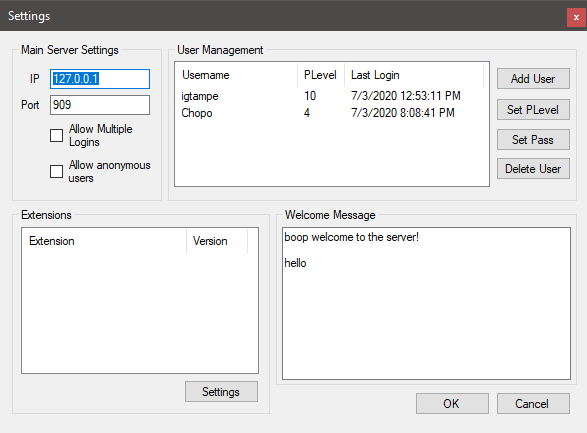 Settings
x
Main Server Settings
IP 127.0.0.1
Port 909
Allow Multiple
Logins
Allow anonymous
users
User Management
Username PLevel Last Login
igtampe 10 7/3/2020 12:53:11 PM
Chopo 4 7/3/2020 8:08:41 PM
Add User
Set PLevel
Set Pass
Delete User
Extensions
Extension Version
Settings
Welcome Message
boop welcome to the server!
hello
OK
Cancel